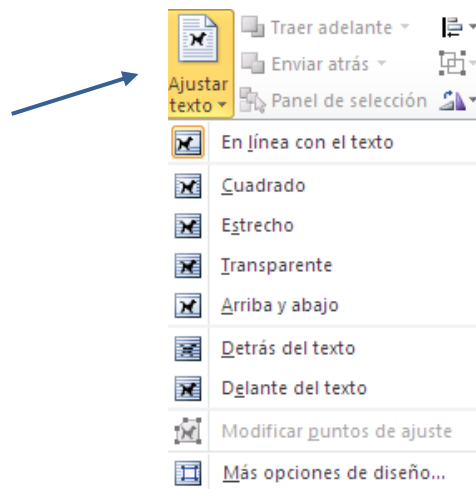 Ajustar
texto
Traer adelante
Enviar atrás
Panel de selección
En línea con el texto
Cuadrado
Estrecho
Transparente
Arriba y abajo
Detrás del texto
Delante del texto
Modificar puntos de ajuste
Más opciones de diseño...